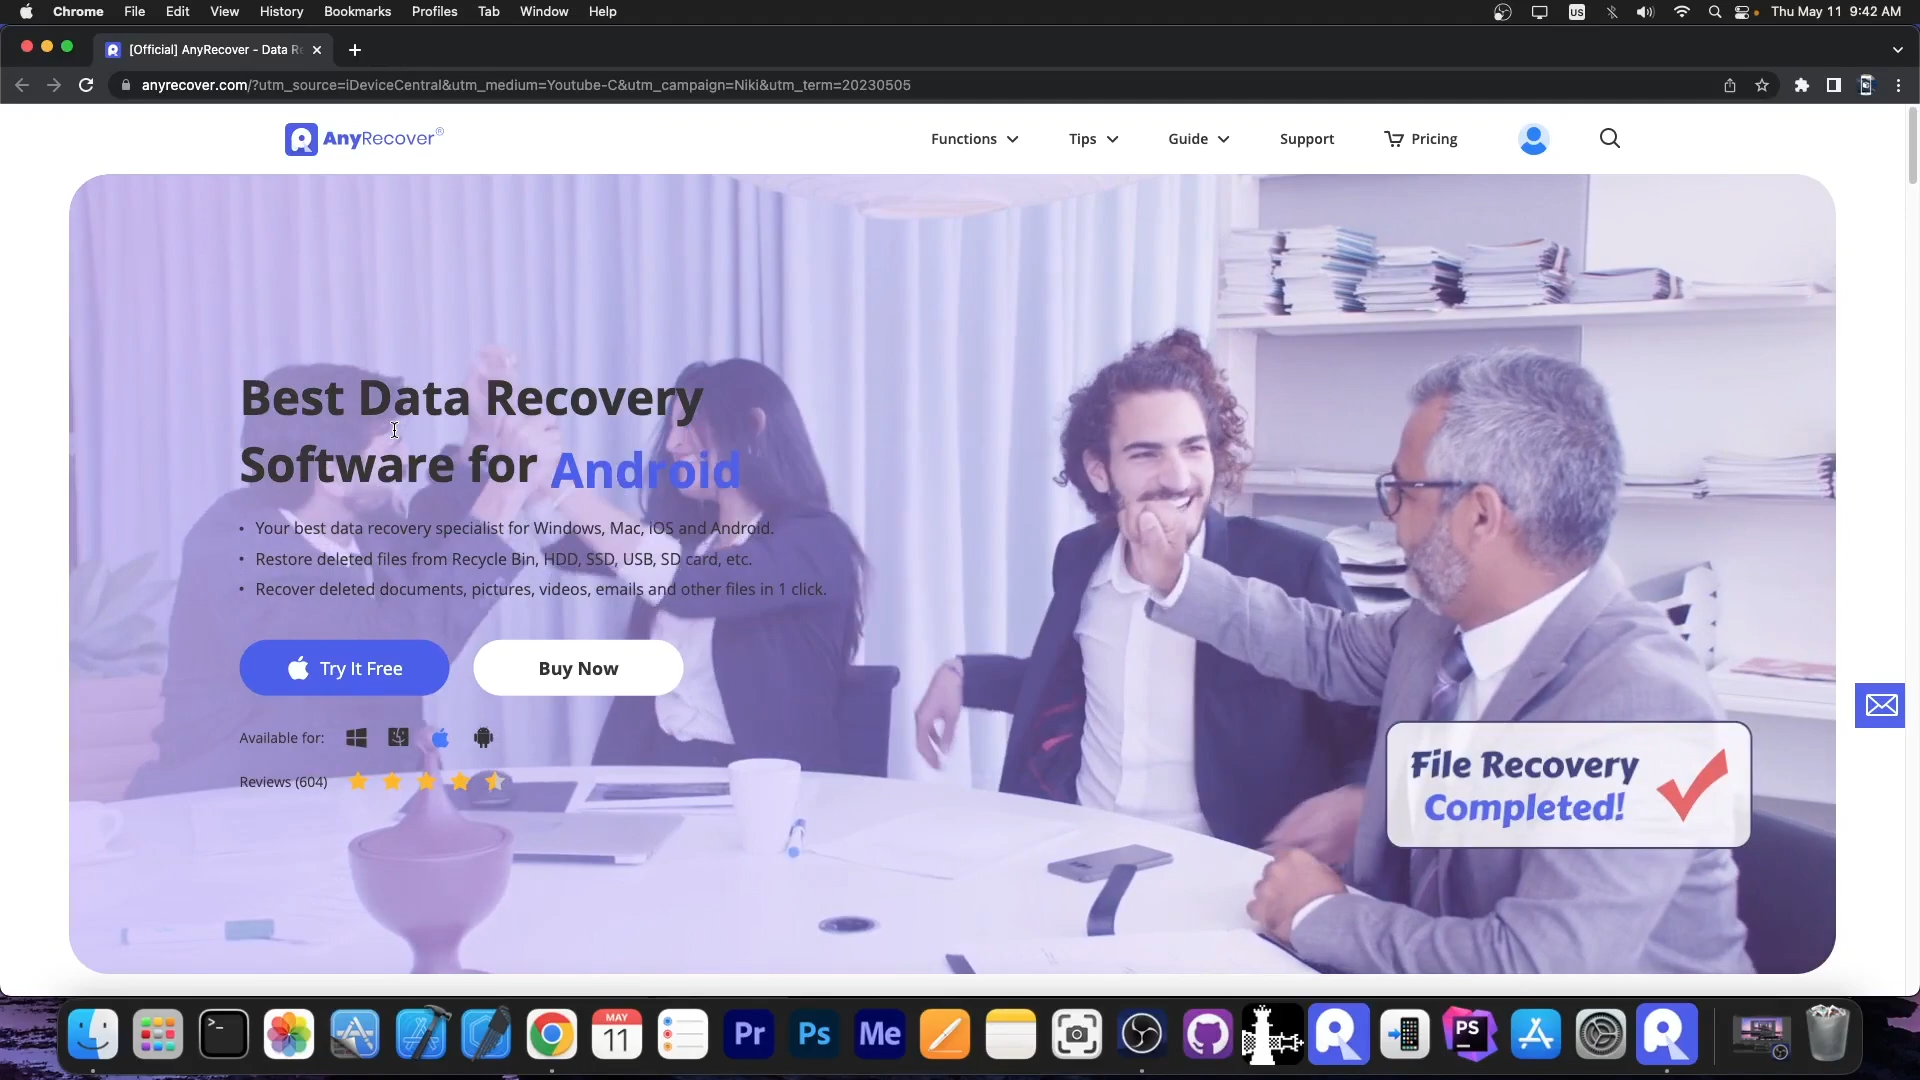 Chrome File Edit View History Bookmarks Profiles Tab Window Help
US
Thu May 11 9:42 AM
[Official] AnyRecover - Data Re
anyrecover.com/?utm_source=iDeviceCentral&utm_medium=Youtube-C&utm_campaign=Niki&utm_term=20230505
AnyRecover®
Functions Tips Guide Support Pricing
Best Data Recovery
Software for Android
• Your best data recovery specialist for Windows, Mac, iOS and Android.
• Restore deleted files from Recycle Bin, HDD, SSD, USB, SD card, etc.
• Recover deleted documents, pictures, videos, emails and other files in 1 click.
Try It Free
Buy Now
Available for:
Reviews (604)
File Recovery
Completed!
MAY
11
Pr
Ps
Me
PS